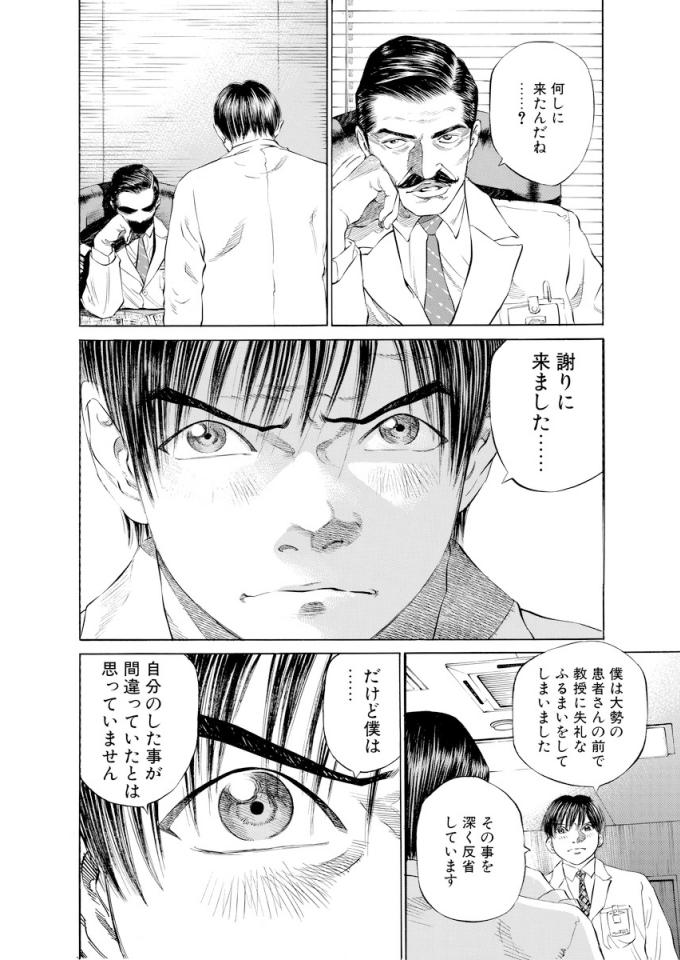 何しに
来たんだね
……？
謝りに
来ました……
僕は大勢の
患者さんの前で
教授に失礼な
ふるまいをして
しまいました
その事を
深く反省
しています
だけど僕は
……
自分のした事が
間違っていたとは
思っていません